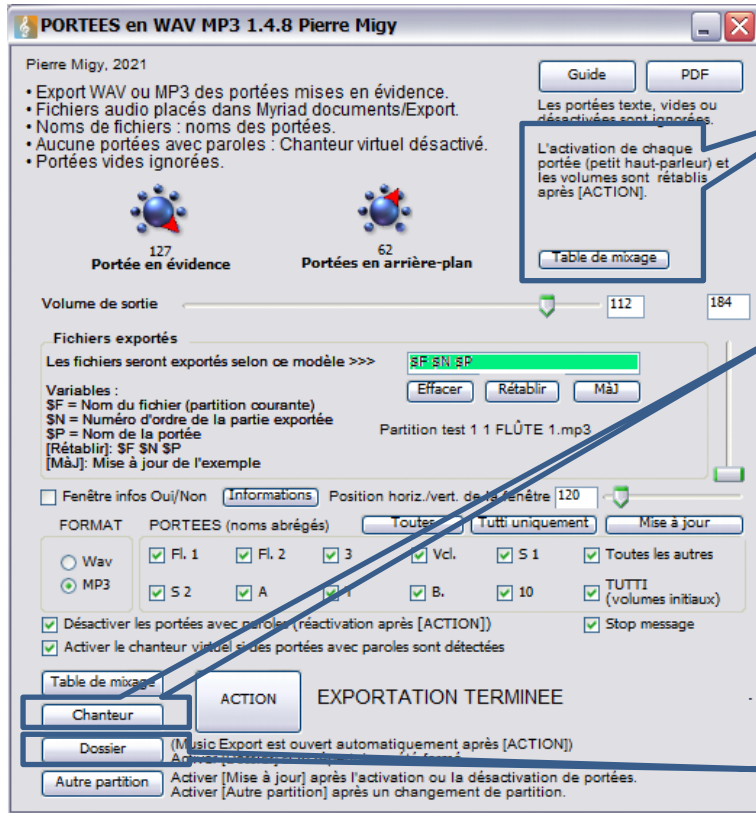 PORTEES en WAV MP3 1.4.8 Pierre Migy
Pierre Migy, 2021
• Export WAV ou MP3 des portées mises en évidence.
• Fichiers audio placés dans Myriad documents/Export.
• Noms de fichiers : noms des portées.
• Aucune portées avec paroles : Chanteur virtuel désactivé.
• Portées vides ignorées.
Guide PDF
Les portées texte, vides ou
désactivées sont ignorées.
L'activation de chaque
portée (petit haut-parleur) et
les volumes sont rétablis
après [ACTION].
127
Portée en évidence
62
Portées en arrière-plan
Table de mixage
Volume de sortie 112 184
Fichiers exportés
Les fichiers seront exportés selon ce modèle >>> $F $N $P
Effacer Rétablir MàJ
Variables :
$F = Nom du fichier (partition courante)
$N = Numéro d'ordre de la partie exportée
$P = Nom de la portée
[Rétablir]: $F $N $P
[MàJ]: Mise à jour de l'exemple
Partition test 1 1 FLÛTE 1.mp3
Fenêtre infos Oui/Non Informations Position horiz./vert. de la fenêtre 120
FORMAT PORTEES (noms abrégés) Toutes Tutti uniquement Mise à jour
Wav
MP3
Fl. 1 Fl. 2 3 Vcl. S 1 Toutes les autres
S 2 A B. 10 TUTTI
(volumes initiaux)
Désactiver les portées avec paroles (réactivation après [ACTION]) Stop message
Activer le chanteur virtuel si des portées avec paroles sont détectées
Table de mixage
Chanteur
Dossier
Autre partition
ACTION EXPORTATION TERMINEE
(Music Export est ouvert automatiquement après [ACTION])
Activer [Mise à jour] après l'activation ou la désactivation de portées.
Activer [Autre partition] après un changement de partition.